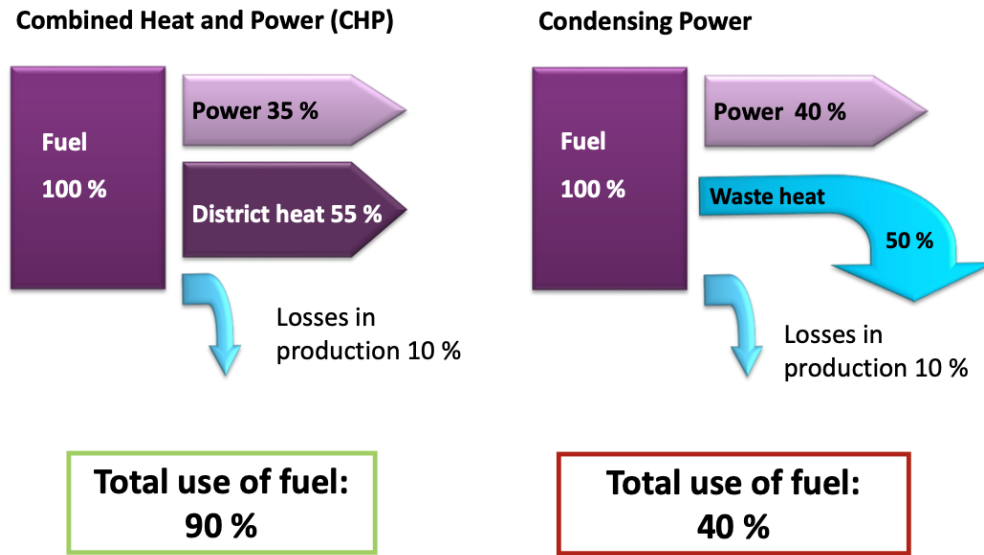 Combined Heat and Power (CHP)
Fuel
100 %
Power 35 %
District heat 55 %
Losses in
production 10 %
Total use of fuel:
90 %
Condensing Power
Fuel
100 %
Power 40 %
Waste heat
50 %
Losses in
production 10 %
Total use of fuel:
40 %